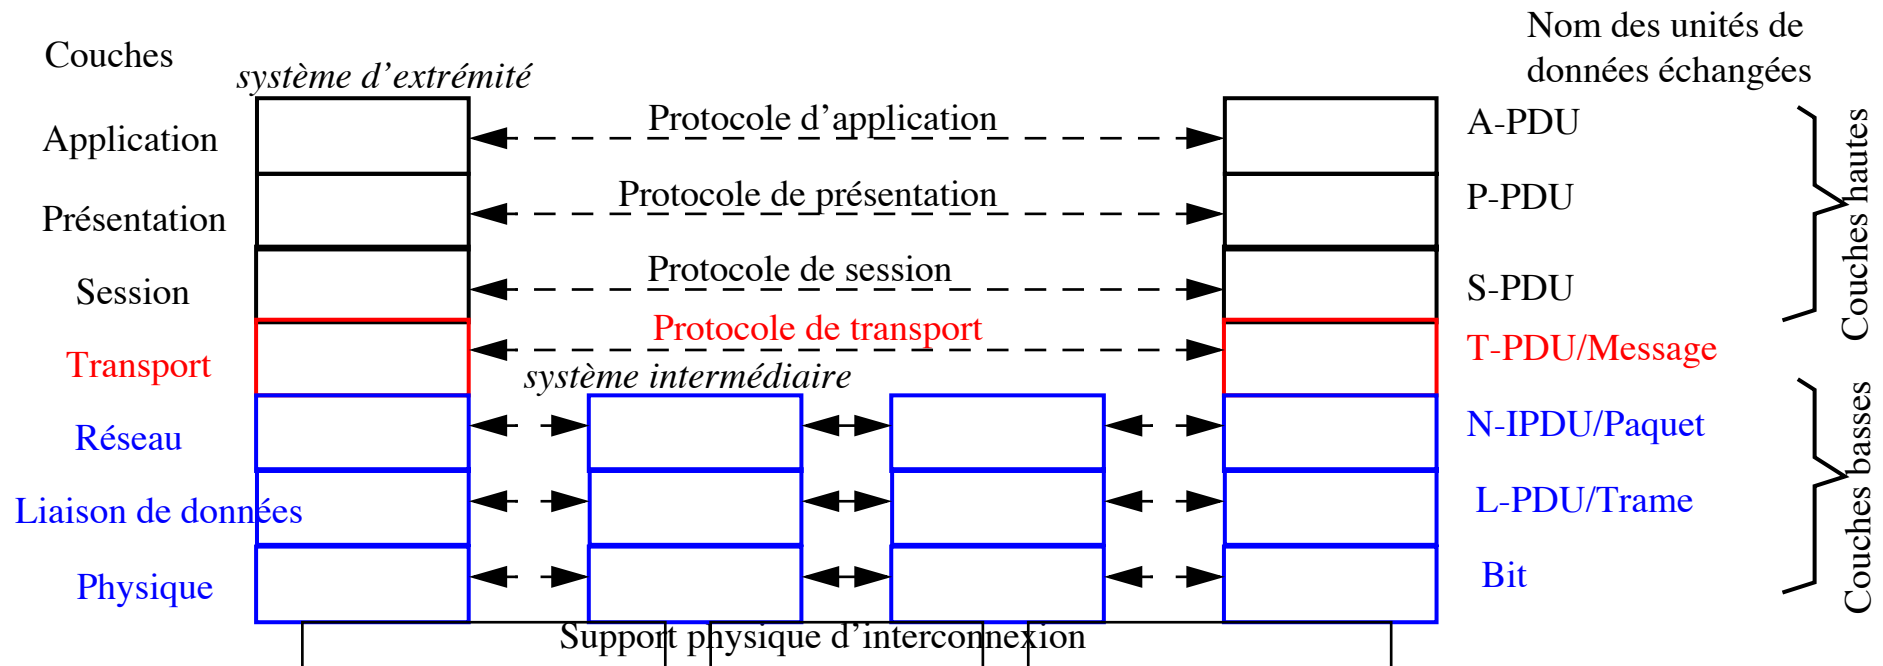 Couches
système d'extrémité
Nom des unités de
données échangées
Application
Protocole d'application
A-PDU
Présentation
Protocole de présentation
P-PDU
Session
Protocole de session
S-PDU
Couches hautes
Transport
Protocole de transport
T-PDU/Message
système intermédiaire
Réseau
N-IPDU/Paquet
Liaison de données
L-PDU/Trame
Physique
Bit
Couches basses
Support physique d'interconnexion